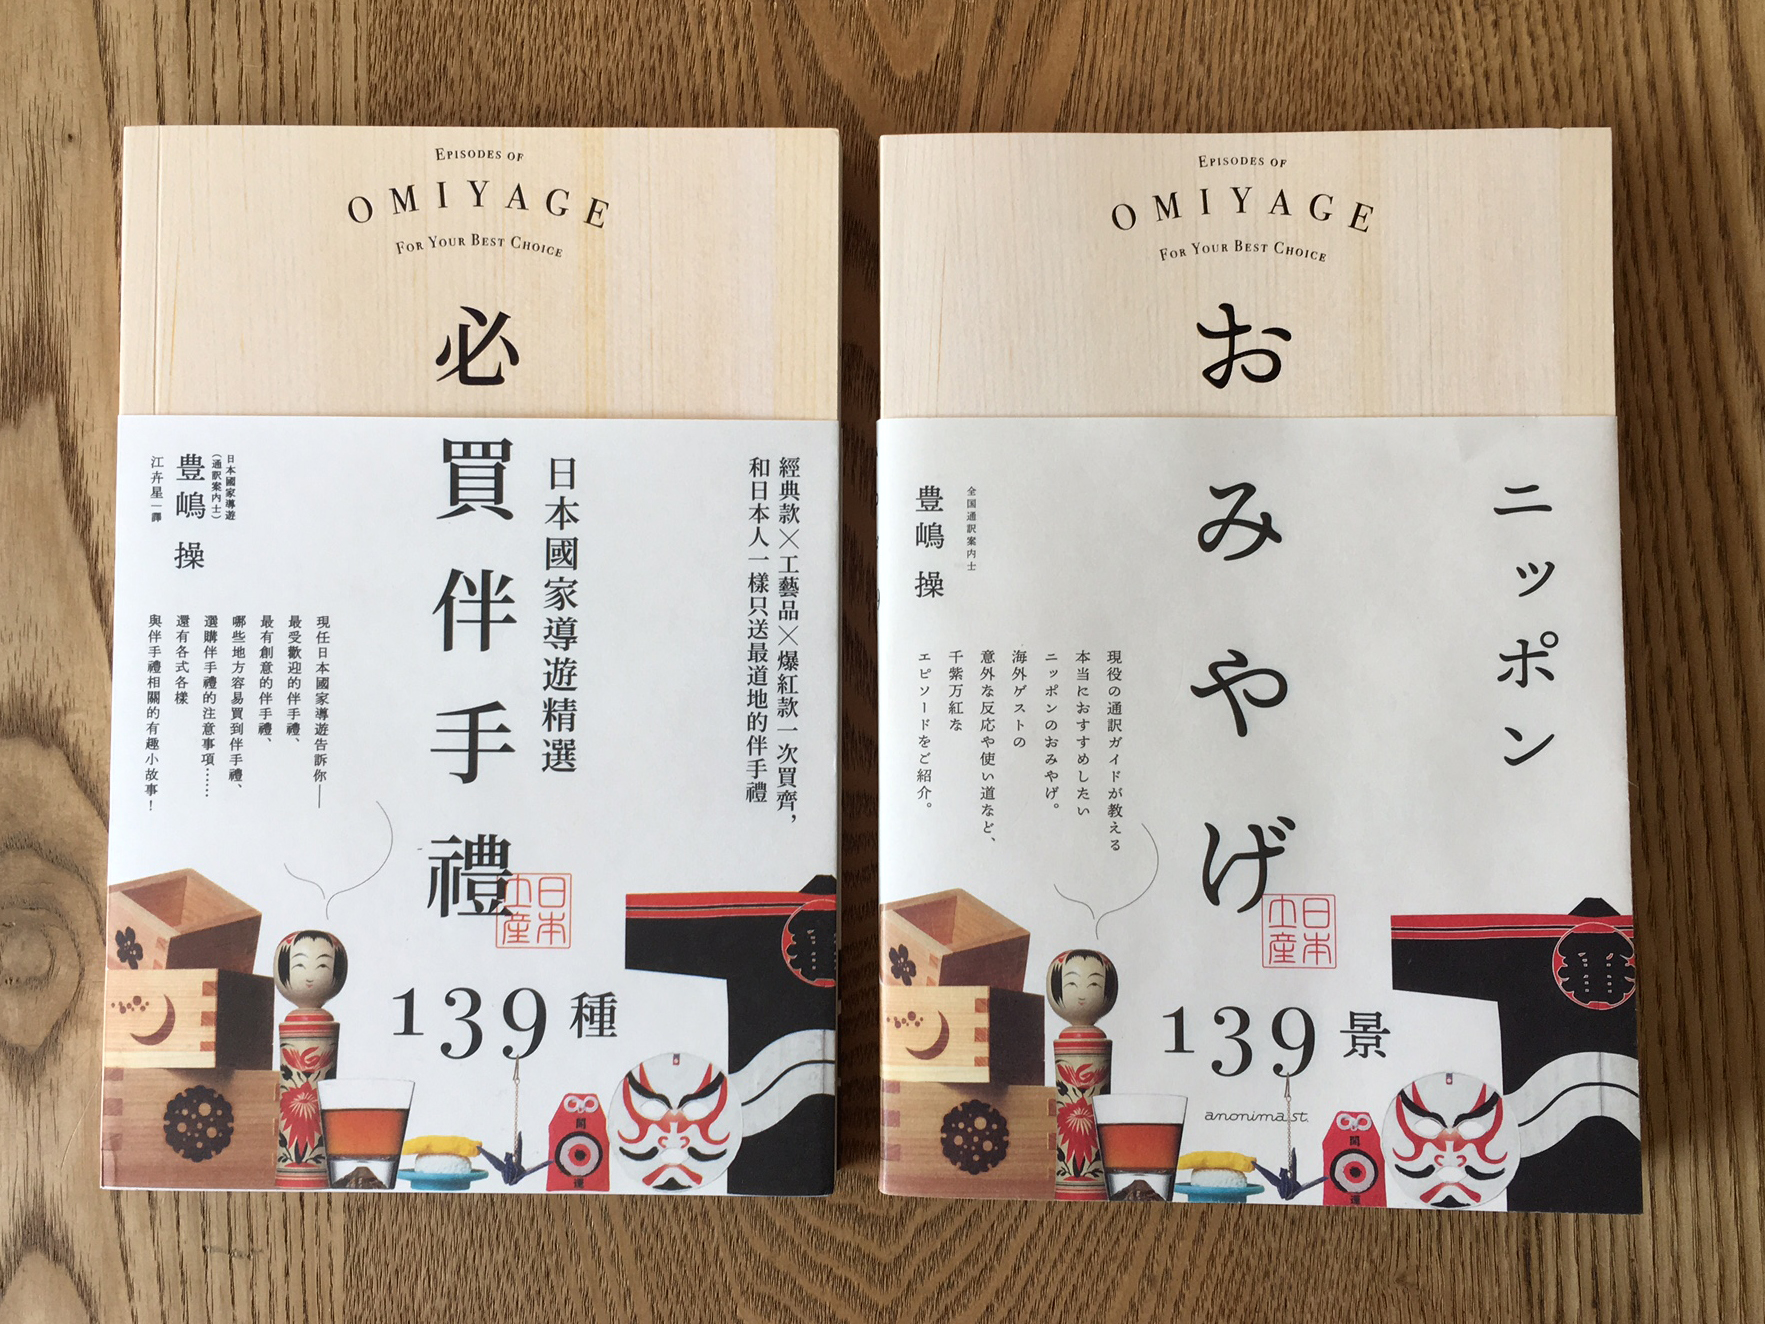 EPISODES OF
OMIYAGE
FOR YOUR BEST CHOICE
必買伴手禮
日本國家導遊精選
經典款×工藝品×爆紅款一次買齊，
和日本人一樣只送最道地的伴手禮
日本國家導遊
（通訳案内士）
豊嶋 操
江卉星一譯
現任日本國家導遊告訴你——
最受歡迎的伴手禮、
最有創意的伴手禮、
哪些地方容易買到伴手禮、
選購伴手禮的注意事項……
還有各式各樣
與伴手禮相關的有趣小故事！
日本
土産
139種
開
運
EPISODES OF
OMIYAGE
FOR YOUR BEST CHOICE
ニッポン
おみやげ
全国通訳案内士
豊嶋 操
現役の通訳ガイドが教える
本当におすすめしたい
ニッポンのおみやげ。
海外ゲストの
意外な反応や使い道など、
千紫万紅な
エピソードをご紹介。
日本
土産
139景
anonima st.
開
運